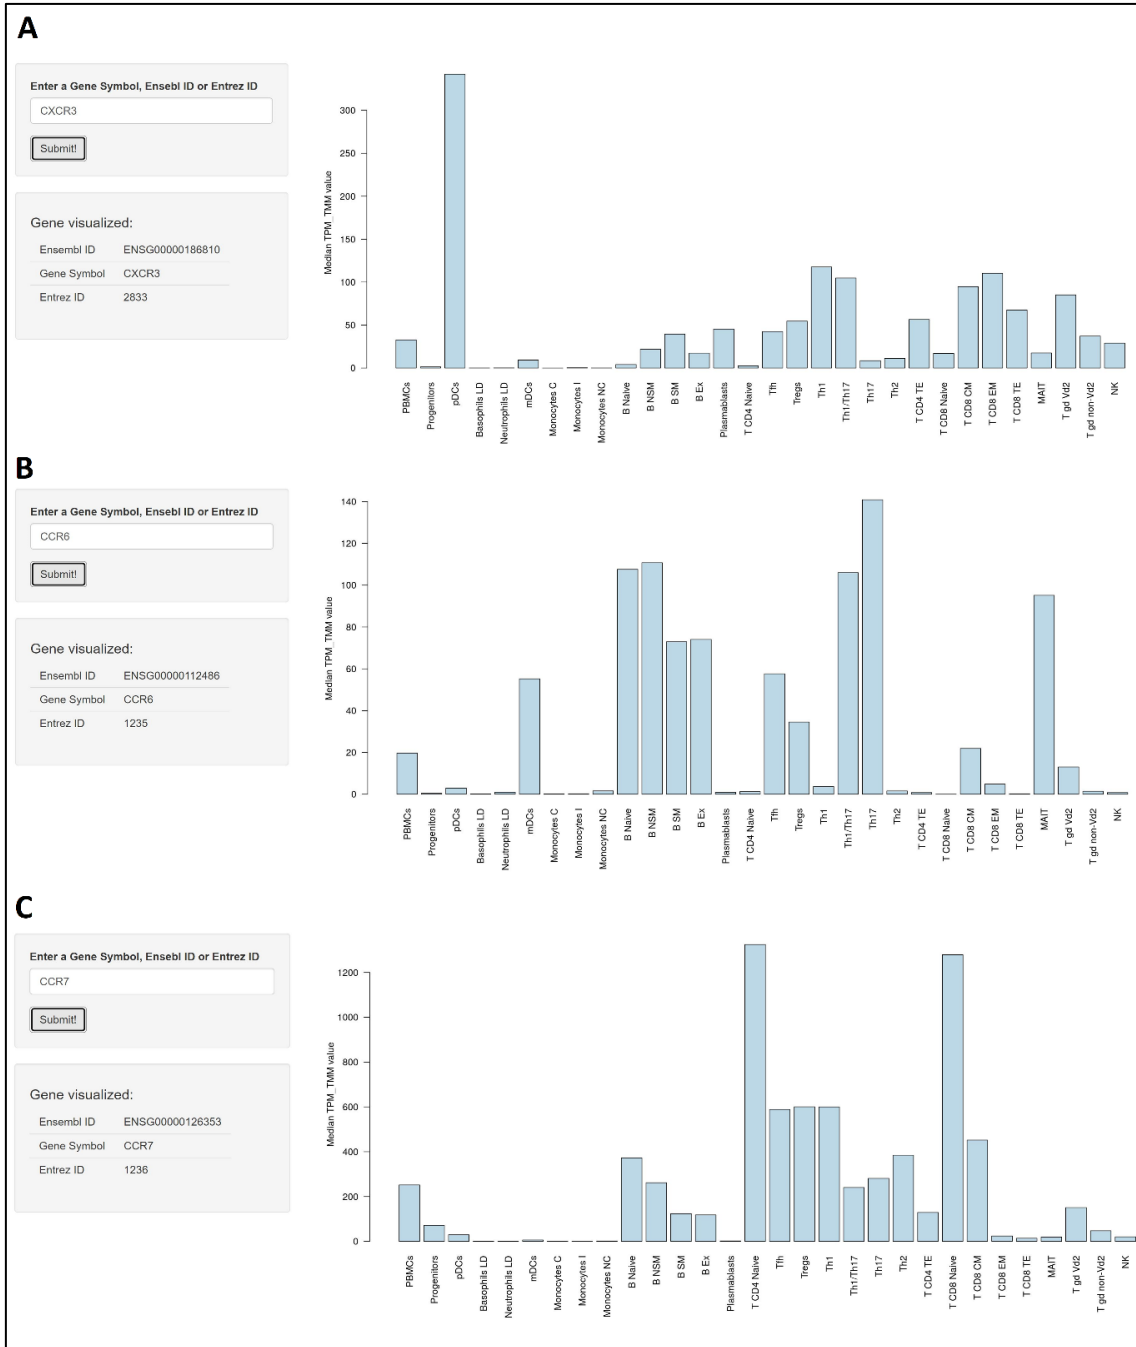 A
Enter a Gene Symbol, Ensebl ID or Entrez ID
CXCR3
Submit!
Gene visualized:
Ensembl ID ENSG00000186810
Gene Symbol CXCR3
Entrez ID 2833
Median TPM_TMM value
300
250
200
150
100
50
0
PBMCs
Progenitors
pDCs
Basophils LD
Neutrophils LD
mDCs
Monocytes C
Monocytes I
Monocytes NC
B Naive
B NSM
B SM
B Ex
Plasmablasts
T CD4 Naive
Tfh
Tregs
Th1
Th1/Th17
Th17
Th2
T CD4 TE
T CD8 Naive
T CD8 CM
T CD8 EM
T CD8 TE
MAIT
T gd Vd2
T gd non-Vd2
NK
B
Enter a Gene Symbol, Ensebl ID or Entrez ID
CCR6
Submit!
Gene visualized:
Ensembl ID ENSG00000112486
Gene Symbol CCR6
Entrez ID 1235
Median TPM_TMM value
140
120
100
80
60
40
20
0
PBMCs
Progenitors
pDCs
Basophils LD
Neutrophils LD
mDCs
Monocytes C
Monocytes I
Monocytes NC
B Naive
B NSM
B SM
B Ex
Plasmablasts
T CD4 Naive
Tfh
Tregs
Th1
Th1/Th17
Th17
Th2
T CD4 TE
T CD8 Naive
T CD8 CM
T CD8 EM
T CD8 TE
MAIT
T gd Vd2
T gd non-Vd2
NK
C
Enter a Gene Symbol, Ensebl ID or Entrez ID
CCR7
Submit!
Gene visualized:
Ensembl ID ENSG00000126353
Gene Symbol CCR7
Entrez ID 1236
Median TPM_TMM value
1200
1000
800
600
400
200
0
PBMCs
Progenitors
pDCs
Basophils LD
Neutrophils LD
mDCs
Monocytes C
Monocytes I
Monocytes NC
B Naive
B NSM
B SM
B Ex
Plasmablasts
T CD4 Naive
Tfh
Tregs
Th1
Th1/Th17
Th17
Th2
T CD4 TE
T CD8 Naive
T CD8 CM
T CD8 EM
T CD8 TE
MAIT
T gd Vd2
T gd non-Vd2
NK